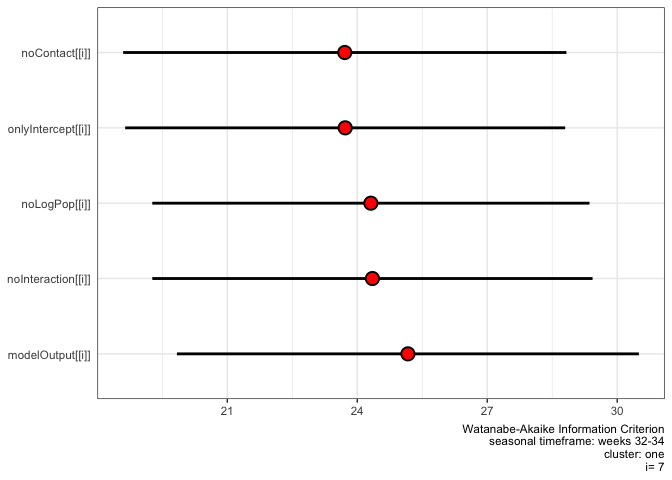 noContact[[i]]
onlyIntercept[[i]]
noLogPop[[i]]
noInteraction[[i]]
modelOutput[[i]]
21 24 27 30
Watanabe-Akaike Information Criterion
seasonal timeframe: weeks 32-34
cluster: one
i= 7